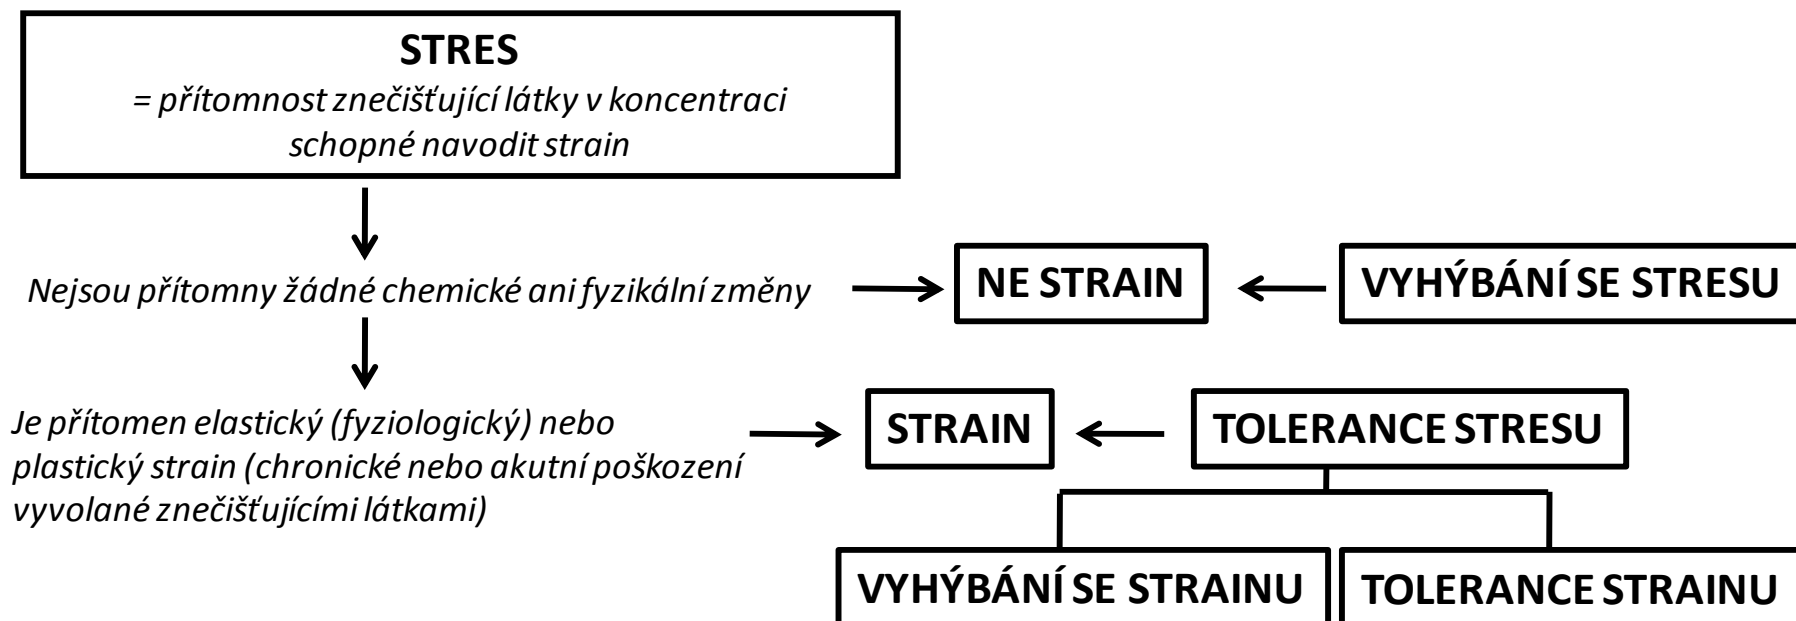 STRES
= přítomnost znečišťující látky v koncentraci
schopné navodit strain
Nejsou přítomny žádné chemické ani fyzikální změny
NE STRAIN
VYHÝBÁNÍ SE STRESU
Je přítomen elastický (fyziologický) nebo
plastický strain (chronické nebo akutní poškození
vyvolané znečišťujícími látkami)
STRAIN
TOLERANCE STRESU
VYHÝBÁNÍ SE STRAINU
TOLERANCE STRAINU